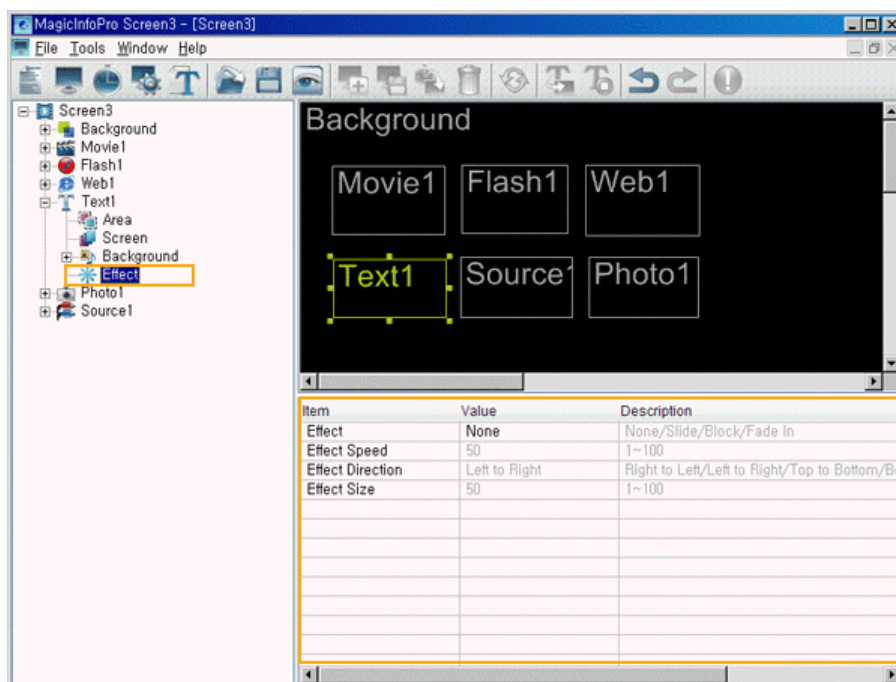 MagicInfoPro Screen3 - [Screen3]
File Tools Window Help
Screen3
Background
Movie1
Flash1
Web1
Text1
Area
Screen
Background
Effect
Photo1
Source1
Background
Movie1 Flash1 Web1
Text1 Source1 Photo1
Item Value Description
Effect None None/Slide/Block/Fade In
Effect Speed 50 1~100
Effect Direction Left to Right Right to Left/Left to Right/Top to Bottom/B
Effect Size 50 1~100